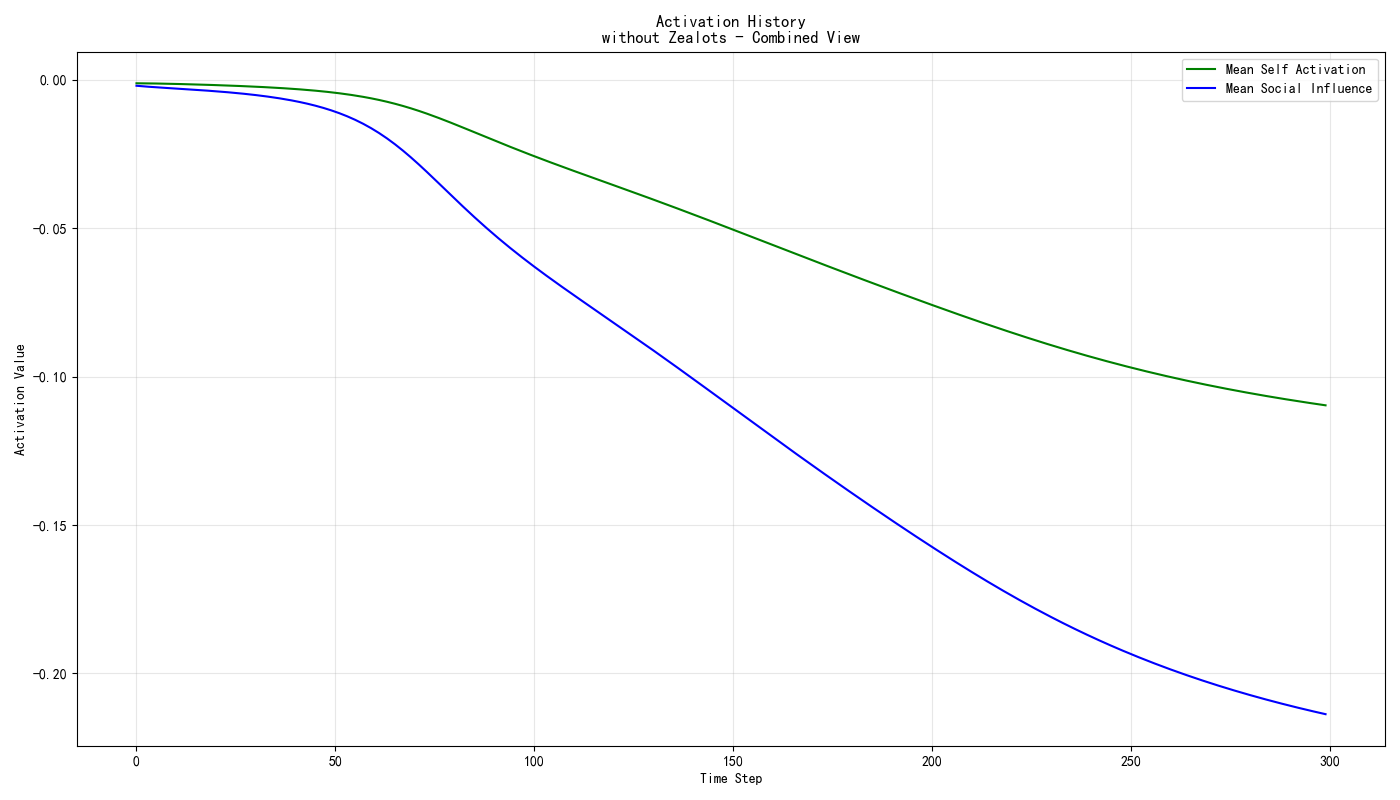 Activation History
without Zealots − Combined View
Mean Self Activation
Mean Social Influence
Activation Value
0.00
−0.05
−0.10
−0.15
−0.20
0
50
100
150
200
250
300
Time Step